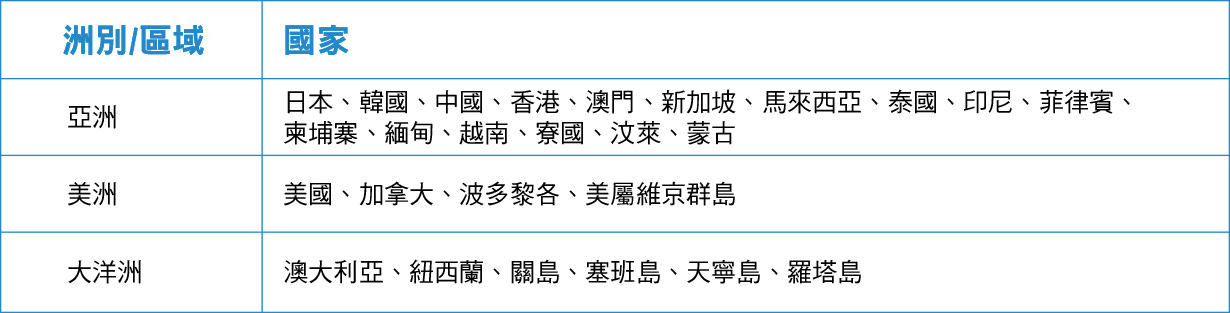 洲別/區域 國家
亞洲 日本、韓國、中國、香港、澳門、新加坡、馬來西亞、泰國、印尼、菲律賓、
柬埔寨、緬甸、越南、寮國、汶萊、蒙古
美洲 美國、加拿大、波多黎各、美屬維京群島
大洋洲 澳大利亞、紐西蘭、關島、塞班島、天寧島、羅塔島